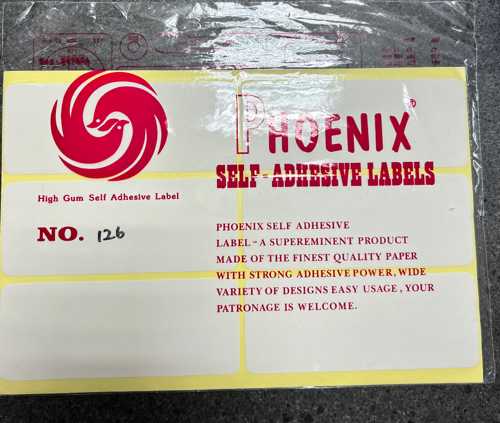 PHOENIX
SELF-ADHESIVE LABELS
High Gum Self Adhesive Label
NO. 126
PHOENIX SELF ADHESIVE
LABEL - A SUPEREMINENT PRODUCT
MADE OF THE FINEST QUALITY PAPER
WITH STRONG ADHESIVE POWER, WIDE
VARIETY OF DESIGNS EASY USAGE, YOUR
PATRONAGE IS WELCOME.